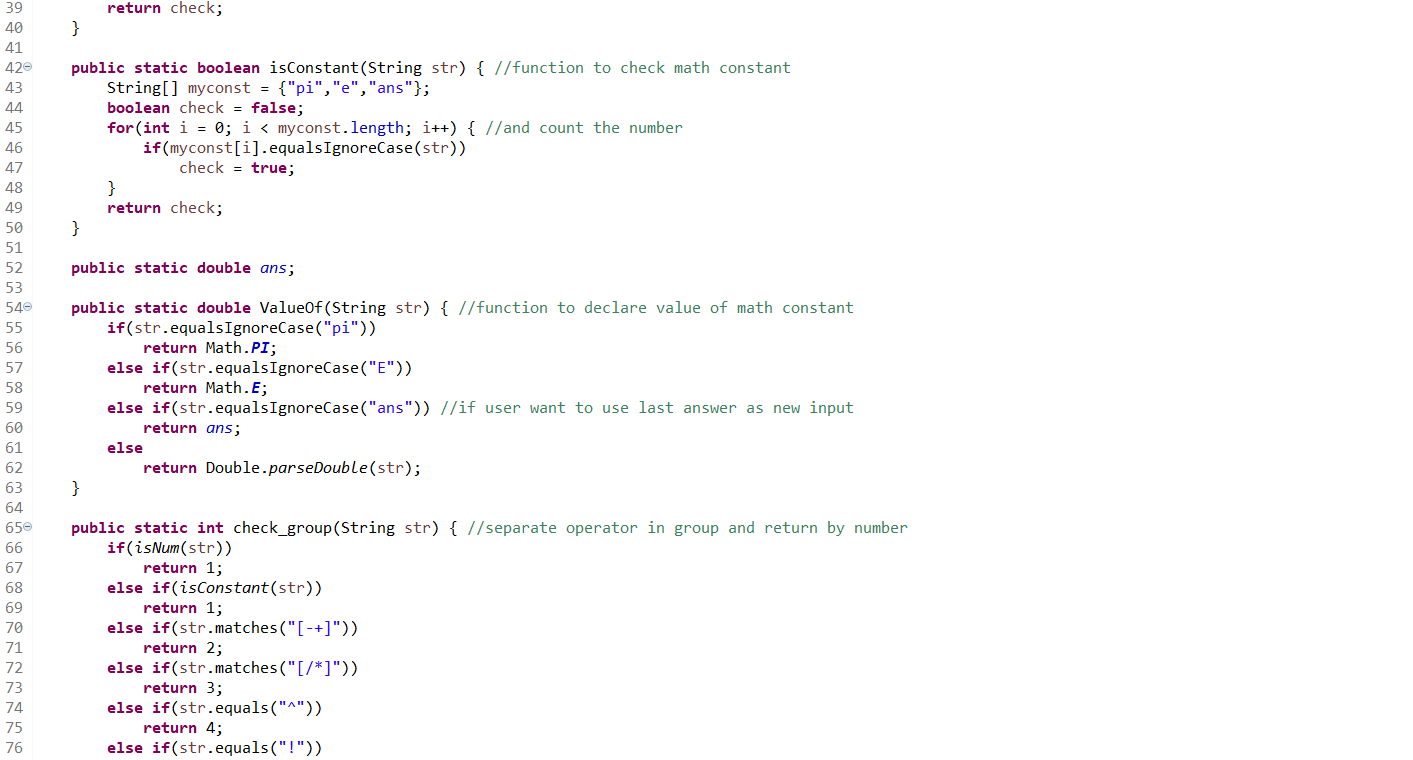 39 return check;
40 }
41
42 public static boolean isConstant(String str) { //function to check math constant
43 String[] myconst = {"pi","e","ans"};
44 boolean check = false;
45 for(int i = 0; i < myconst.length; i++) { //and count the number
46 if(myconst[i].equalsIgnoreCase(str))
47 check = true;
48 }
49 return check;
50 }
51
52 public static double ans;
53
54 public static double ValueOf(String str) { //function to declare value of math constant
55 if(str.equalsIgnoreCase("pi"))
56 return Math.PI;
57 else if(str.equalsIgnoreCase("E"))
58 return Math.E;
59 else if(str.equalsIgnoreCase("ans")) //if user want to use last answer as new input
60 return ans;
61 else
62 return Double.parseDouble(str);
63 }
64
65 public static int check_group(String str) { //separate operator in group and return by number
66 if(isNum(str))
67 return 1;
68 else if(isConstant(str))
69 return 1;
70 else if(str.matches("[-+]"))
71 return 2;
72 else if(str.matches("[/*]"))
73 return 3;
74 else if(str.equals("^"))
75 return 4;
76 else if(str.equals("!"))